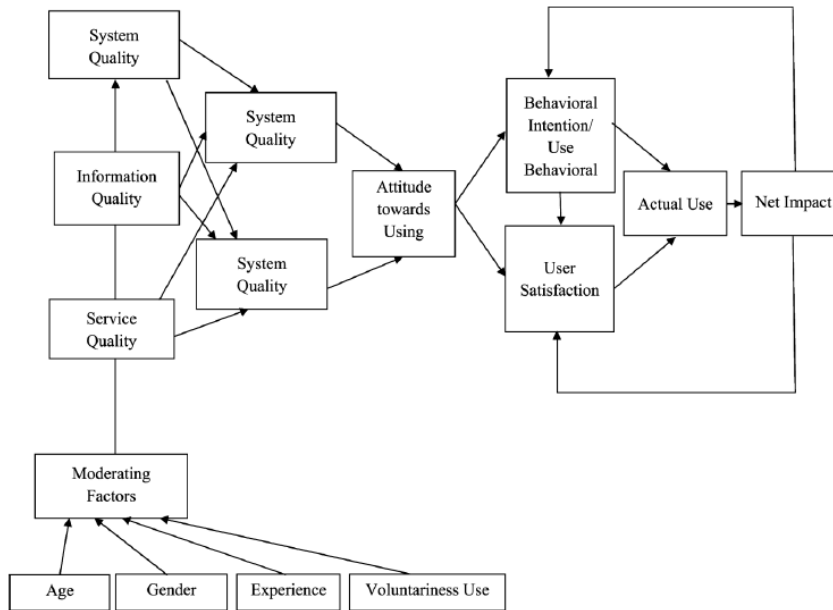 System
Quality
System
Quality
Information
Quality
System
Quality
Service
Quality
Attitude
towards
Using
Behavioral
Intention/
Use
Behavioral
User
Satisfaction
Actual Use
Net Impact
Moderating
Factors
Age
Gender
Experience
Voluntariness Use